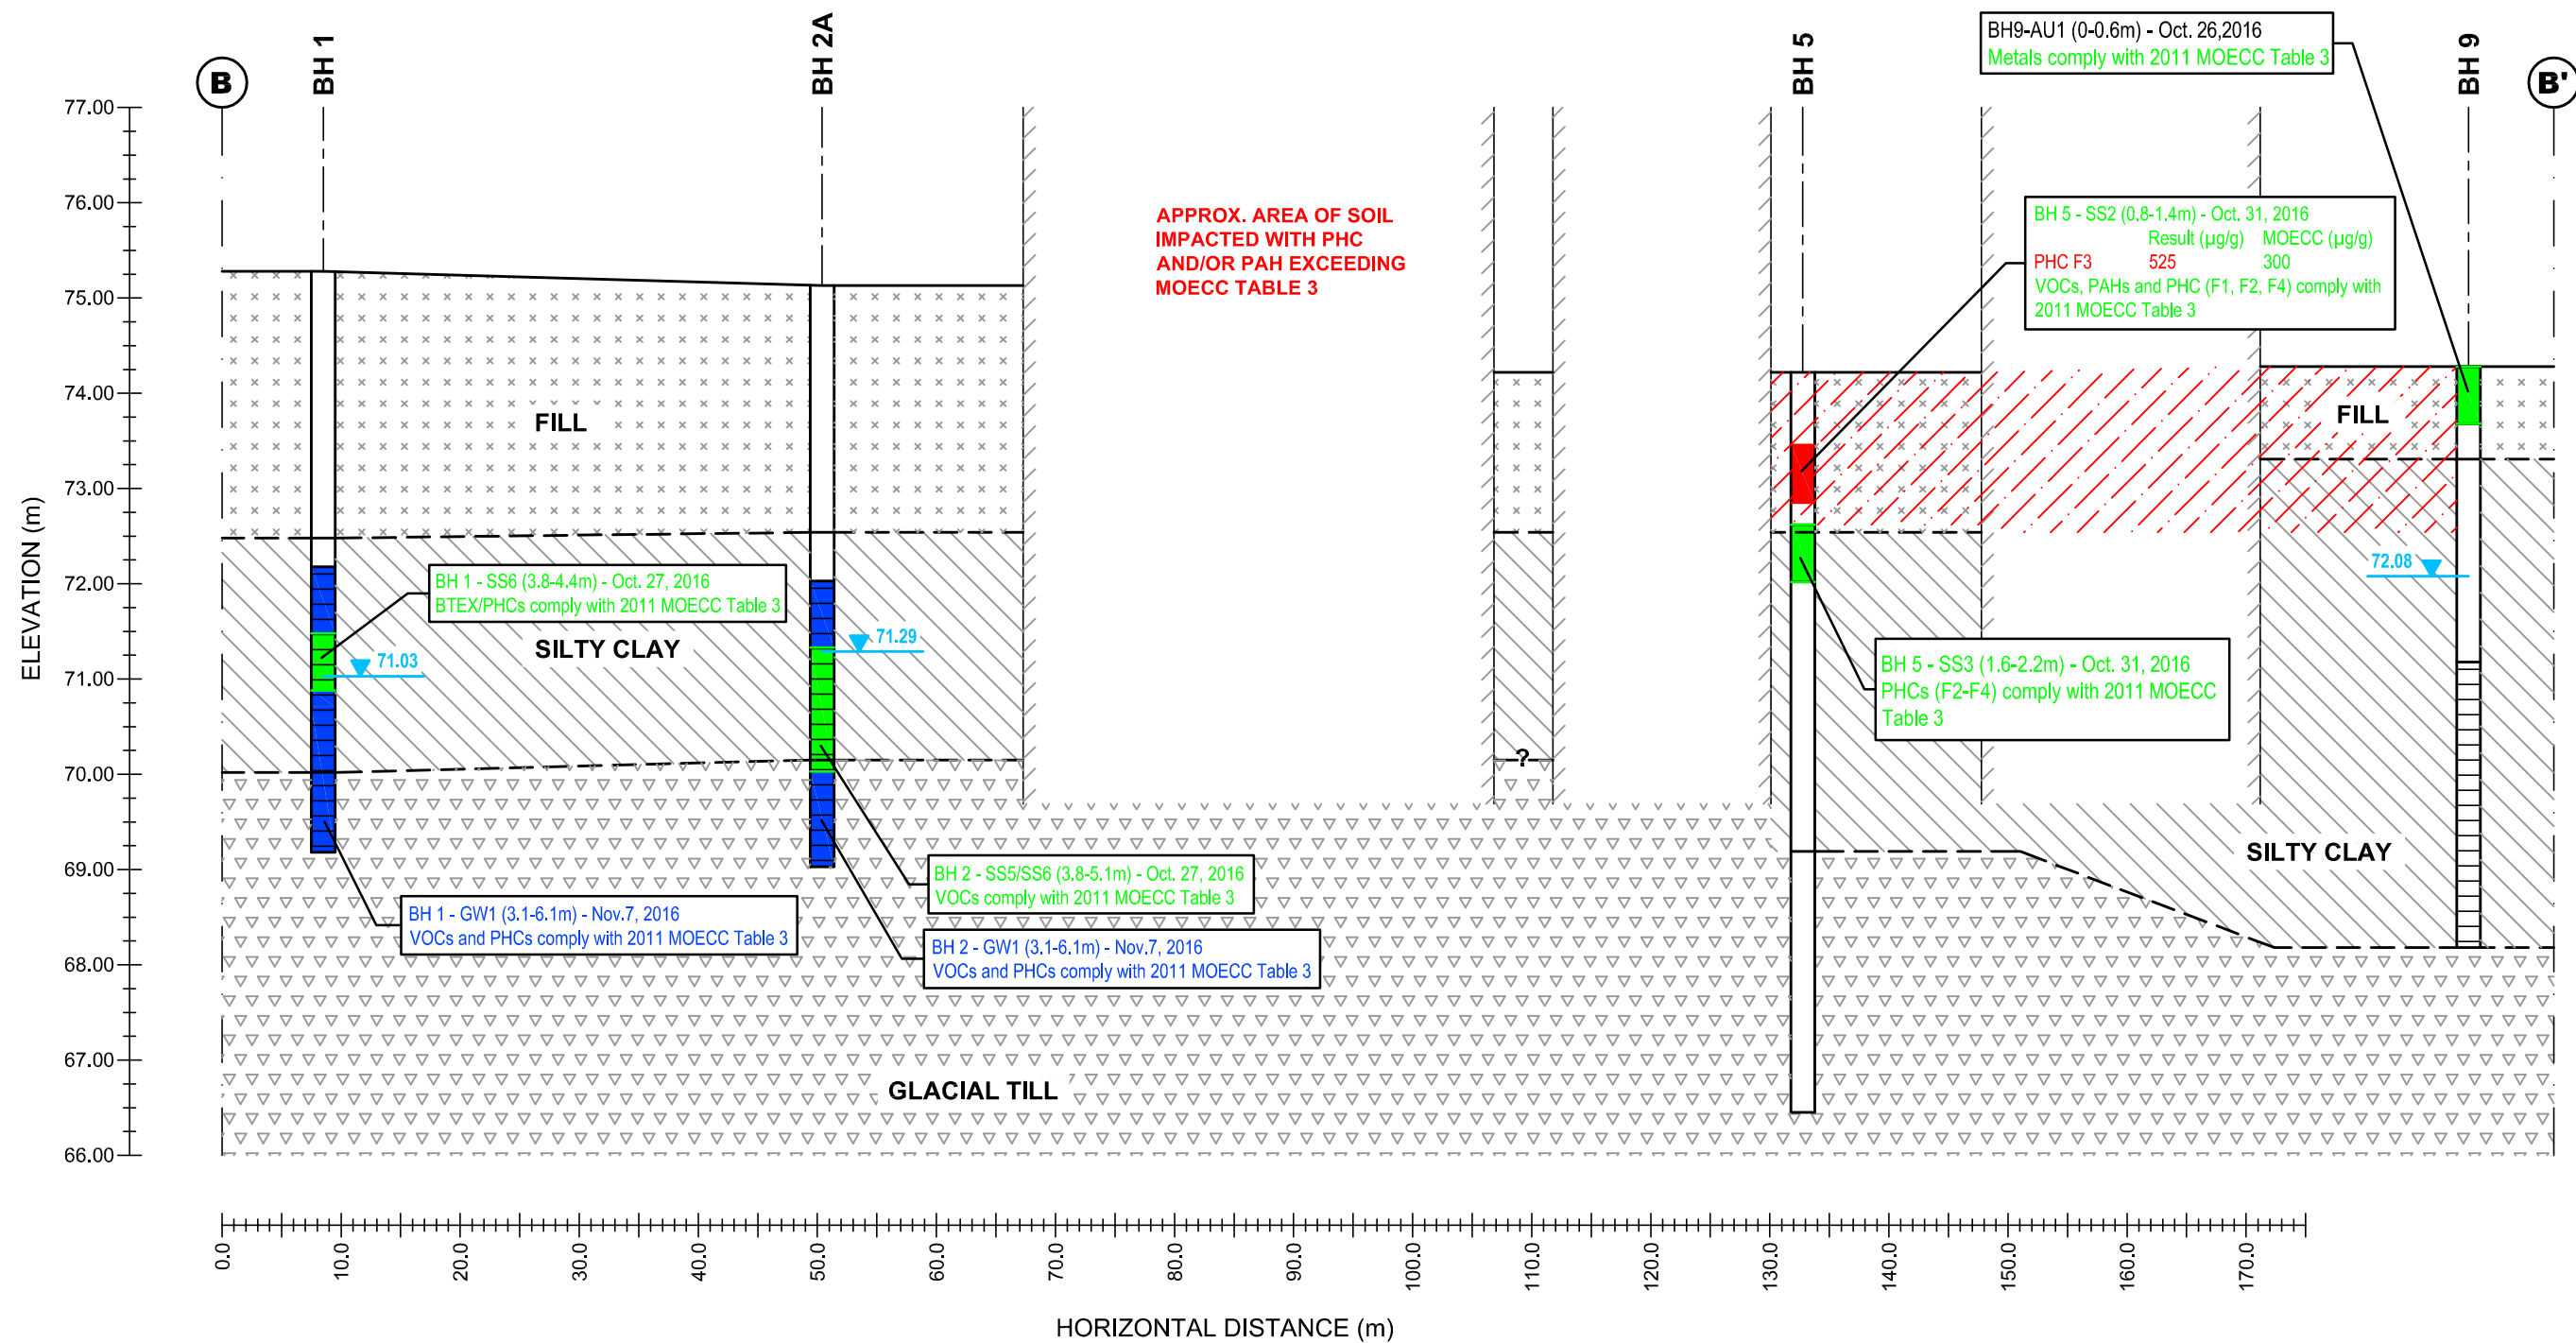 B
BH 1
BH 2A
BH 5
BH 9
B'
BH9-AU1 (0-0.6m) - Oct. 26,2016
Metals comply with 2011 MOECC Table 3
APPROX. AREA OF SOIL
IMPACTED WITH PHC
AND/OR PAH EXCEEDING
MOECC TABLE 3
BH 5 - SS2 (0.8-1.4m) - Oct. 31, 2016
Result (µg/g) MOECC (µg/g)
PHC F3 525 300
VOCs, PAHs and PHC (F1, F2, F4) comply with
2011 MOECC Table 3
ELEVATION (m)
77.00
76.00
75.00
74.00
73.00
72.00
71.00
70.00
69.00
68.00
67.00
66.00
FILL
FILL
BH 1 - SS6 (3.8-4.4m) - Oct. 27, 2016
BTEX/PHCs comply with 2011 MOECC Table 3
SILTY CLAY
71.03
71.29
72.08
BH 5 - SS3 (1.6-2.2m) - Oct. 31, 2016
PHCs (F2-F4) comply with 2011 MOECC
Table 3
?
SILTY CLAY
BH 2 - SS5/SS6 (3.8-5.1m) - Oct. 27, 2016
VOCs comply with 2011 MOECC Table 3
BH 1 - GW1 (3.1-6.1m) - Nov.7, 2016
VOCs and PHCs comply with 2011 MOECC Table 3
BH 2 - GW1 (3.1-6.1m) - Nov.7, 2016
VOCs and PHCs comply with 2011 MOECC Table 3
GLACIAL TILL
0.0 10.0 20.0 30.0 40.0 50.0 60.0 70.0 80.0 90.0 100.0 110.0 120.0 130.0 140.0 150.0 160.0 170.0
HORIZONTAL DISTANCE (m)